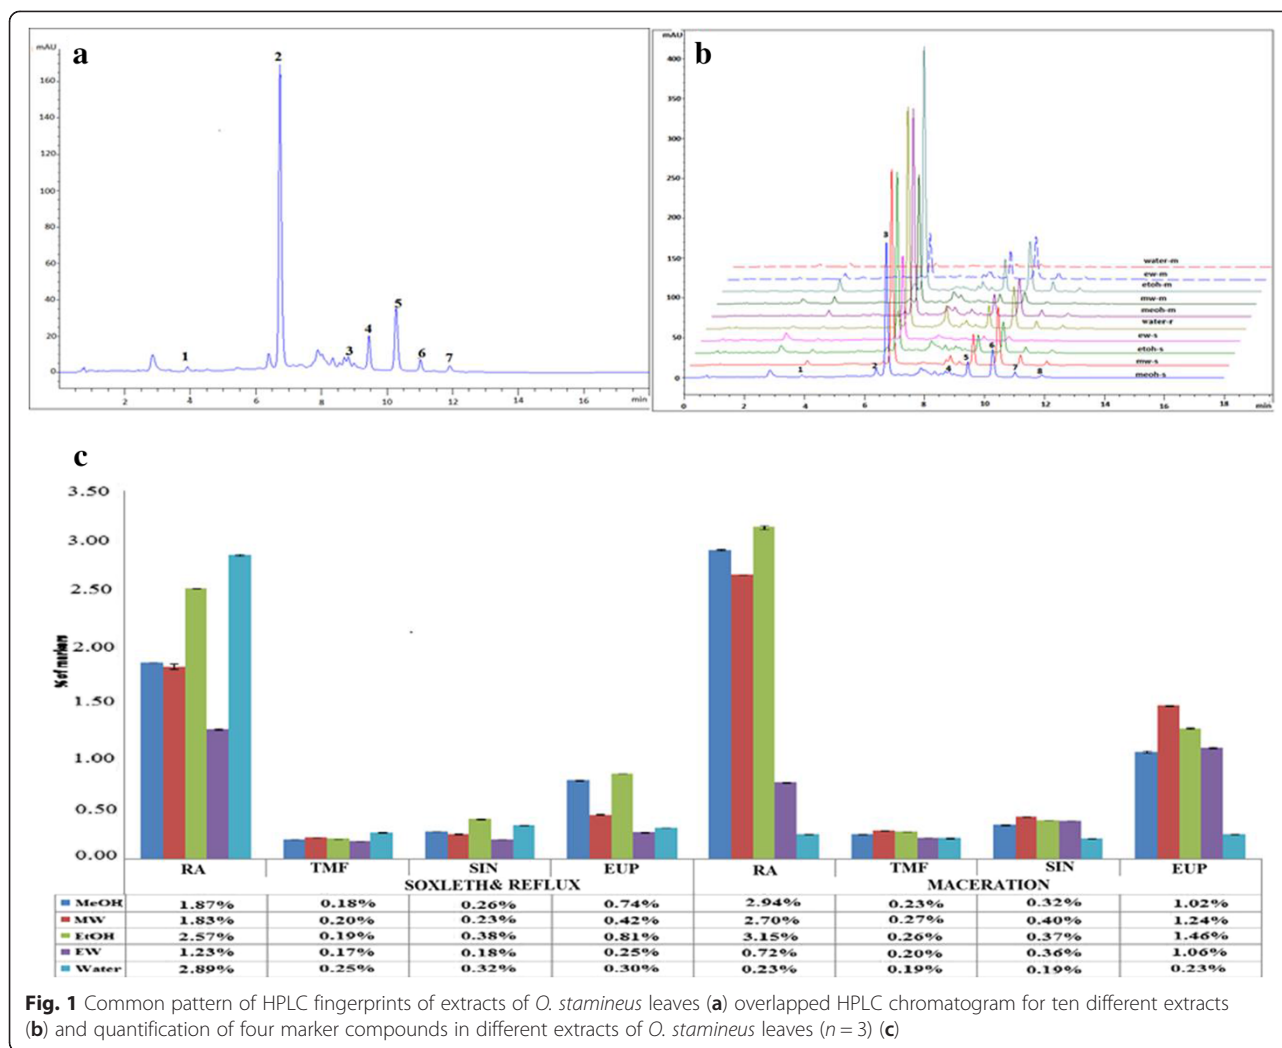 a
mAU
160
140
120
100
80
60
40
20
0
1
2
3
4
5
6
7
2
4
6
8
10
12
14
16
min
b
mAU
400
350
300
250
200
150
100
50
0
water-m
ew-m
etoh-m
mw-m
meoh-m
water-r
ew-s
etoh-s
mw-s
meoh-s
1
2
3
4
5
6
7
8
0
2
4
6
8
10
12
14
16
18
min
c
% of markers
3.50
3.00
2.50
2.00
1.50
1.00
0.50
0.00
RA TMF SIN EUP RA TMF SIN EUP
SOXLETH& REFLUX MACERATION
MeOH 1.87% 0.18% 0.26% 0.74% 2.94% 0.23% 0.32% 1.02%
MW 1.83% 0.20% 0.23% 0.42% 2.70% 0.27% 0.40% 1.24%
EtOH 2.57% 0.19% 0.38% 0.81% 3.15% 0.26% 0.37% 1.46%
EW 1.23% 0.17% 0.18% 0.25% 0.72% 0.20% 0.36% 1.06%
Water 2.89% 0.25% 0.32% 0.30% 0.23% 0.19% 0.19% 0.23%
Fig. 1 Common pattern of HPLC fingerprints of extracts of O. stamineus leaves (a) overlapped HPLC chromatogram for ten different extracts
(b) and quantification of four marker compounds in different extracts of O. stamineus leaves (n = 3) (c)